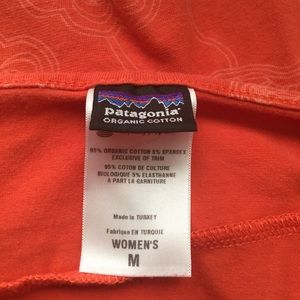 patagonia
ORGANIC COTTON
95% ORGANIC COTTON 5% SPANDEX
EXCLUSIVE OF TRIM
95% COTON DE CULTURE
BIOLOGIQUE 5% ELASTHANNE
A PART LA GARNITURE
Made in TURKEY
Fabriqué en TURQUIE
WOMEN'S
M